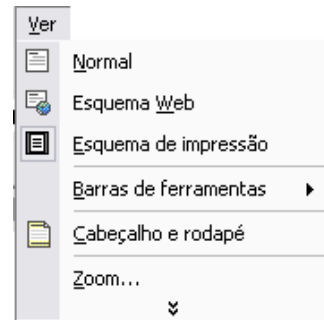 Ver
Normal
Esquema Web
Esquema de impressão
Barras de ferramentas
Cabeçalho e rodapé
Zoom...